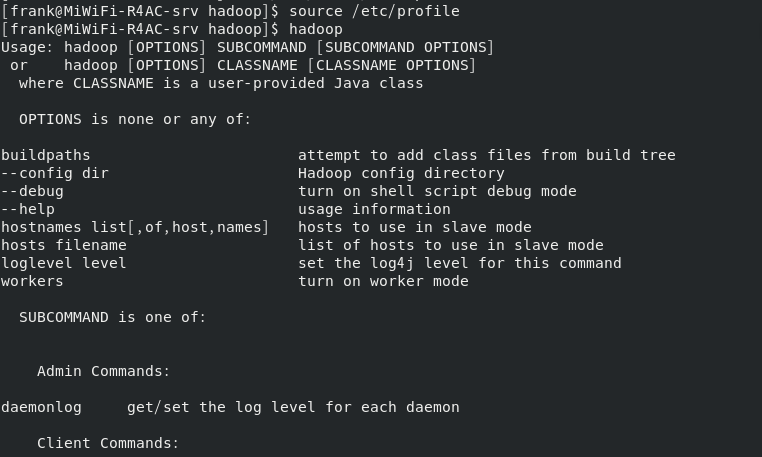 [frank@MiWiFi-R4AC-srv hadoop]$ source /etc/profile
[frank@MiWiFi-R4AC-srv hadoop]$ hadoop
Usage: hadoop [OPTIONS] SUBCOMMAND [SUBCOMMAND OPTIONS]
 or    hadoop [OPTIONS] CLASSNAME [CLASSNAME OPTIONS]
  where CLASSNAME is a user-provided Java class
  OPTIONS is none or any of:
buildpaths                       attempt to add class files from build tree
--config dir                     Hadoop config directory
--debug                          turn on shell script debug mode
--help                           usage information
hostnames list[,of,host,names]   hosts to use in slave mode
hosts filename                   list of hosts to use in slave mode
loglevel level                   set the log4j level for this command
workers                          turn on worker mode
  SUBCOMMAND is one of:
    Admin Commands:
daemonlog     get/set the log level for each daemon
    Client Commands: